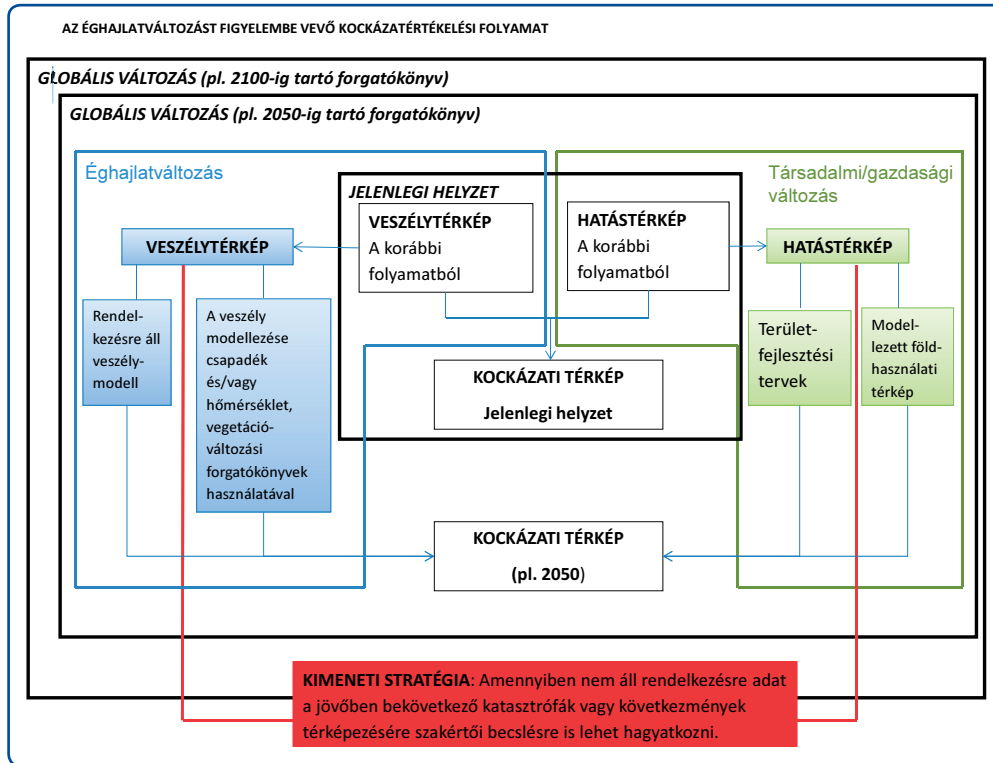 AZ ÉGHAJLATVÁLTOZÁST FIGYELEMBE VEVŐ KOCKÁZATÉRTÉKELÉSI FOLYAMAT
GLOBÁLIS VÁLTOZÁS (pl. 2100-ig tartó forgatókönyv)
GLOBÁLIS VÁLTOZÁS (pl. 2050-ig tartó forgatókönyv)
Éghajlatváltozás
Társadalmi/gazdasági
változás
JELENLEGI HELYZET
VESZÉLYTÉRKÉP
A korábbi
folyamatból
HATÁSTÉRKÉP
A korábbi
folyamatból
VESZÉLYTÉRKÉP
HATÁSTÉRKÉP
Rendel-
kezésre áll
veszély-
modell
A veszély
modellezése
csapadék
és/vagy
hőmérséklet,
vegetáció-
változási
forgatókönyvek
használatával
KOCKÁZATI TÉRKÉP
Jelenlegi helyzet
Terület-
fejlesztési
tervek
Model-
lezett föld-
használati
térkép
KOCKÁZATI TÉRKÉP
(pl. 2050)
KIMENETI STRATÉGIA: Amennyiben nem áll rendelkezésre adat
a jövőben bekövetkező katasztrófák vagy következmények
térképezésére szakértői becslésre is lehet hagyatkozni.